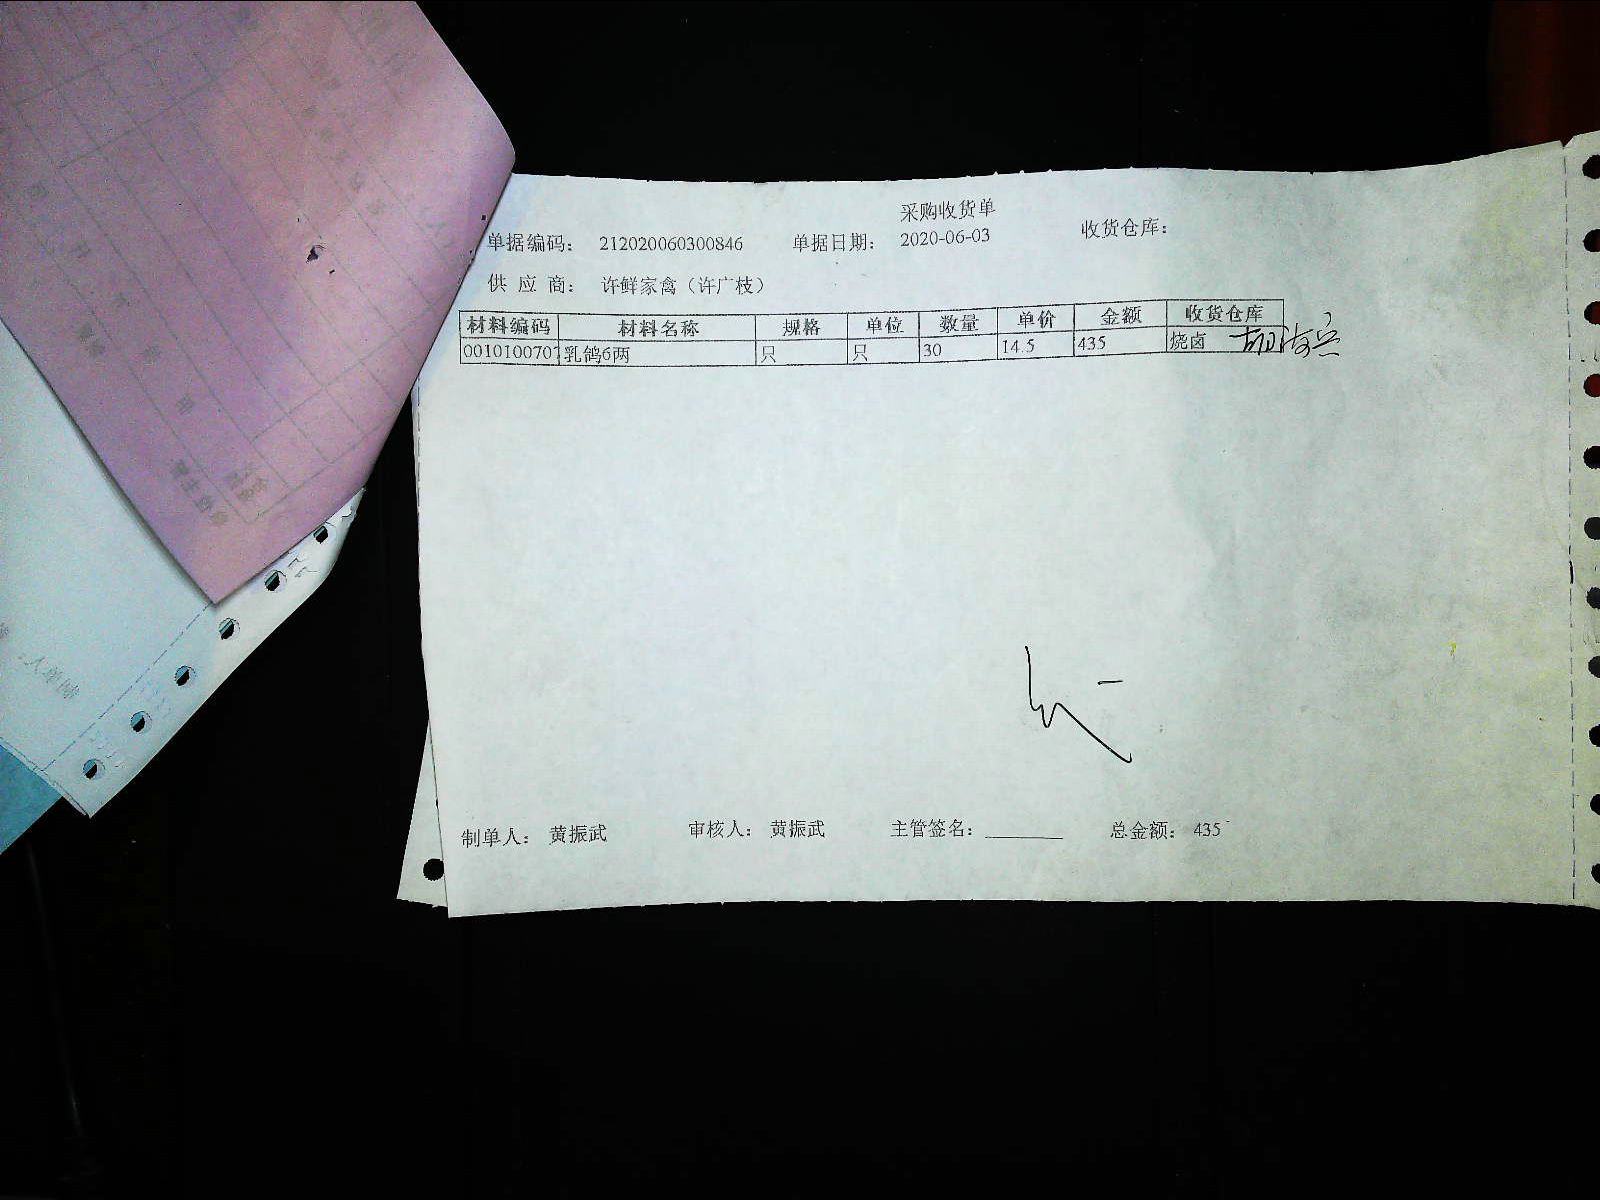 采购收货单
单据编码： 212020060300846 单据日期： 2020-06-03 收货仓库：
供 应 商： 许鲜家禽（许广枝）
材料编码 材料名称 规格 单位 数量 单价 金额 收货仓库
0010100707 乳鸽6两 只 只 30 14.5 435 烧卤
制单人： 黄振武 审核人： 黄振武 主管签名：________ 总金额： 435